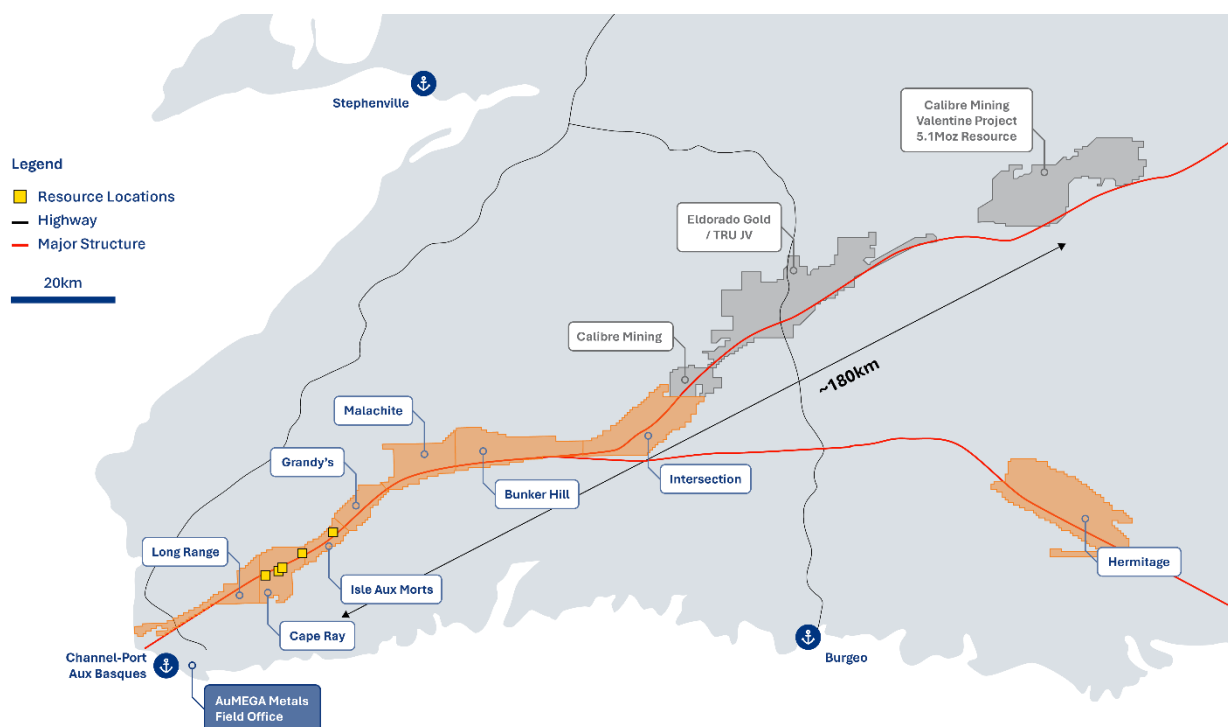 Stephenville
Calibre Mining
Valentine Project
5.1Moz Resource
Legend
Resource Locations
Highway
Major Structure
20km
Eldorado Gold
/ TRU JV
Calibre Mining
~180km
Malachite
Grandy's
Bunker Hill
Intersection
Long Range
Isle Aux Morts
Hermitage
Cape Ray
Channel-Port
Aux Basques
Burgeo
AuMEGA Metals
Field Office